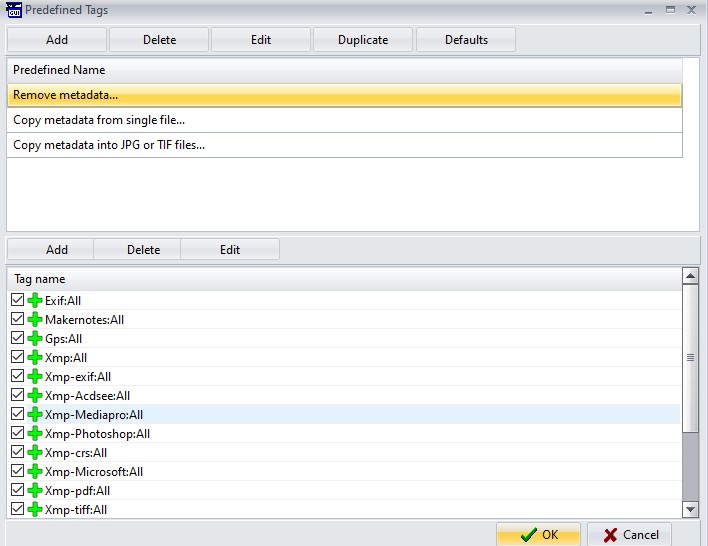 GUI Predefined Tags
Add Delete Edit Duplicate Defaults
Predefined Name
Remove metadata...
Copy metadata from single file...
Copy metadata into JPG or TIF files...
Add Delete Edit
Tag name
Exif:All
Makernotes:All
Gps:All
Xmp:All
Xmp-exif:All
Xmp-Acdsee:All
Xmp-Mediapro:All
Xmp-Photoshop:All
Xmp-crs:All
Xmp-Microsoft:All
Xmp-pdf:All
Xmp-tiff:All
OK Cancel